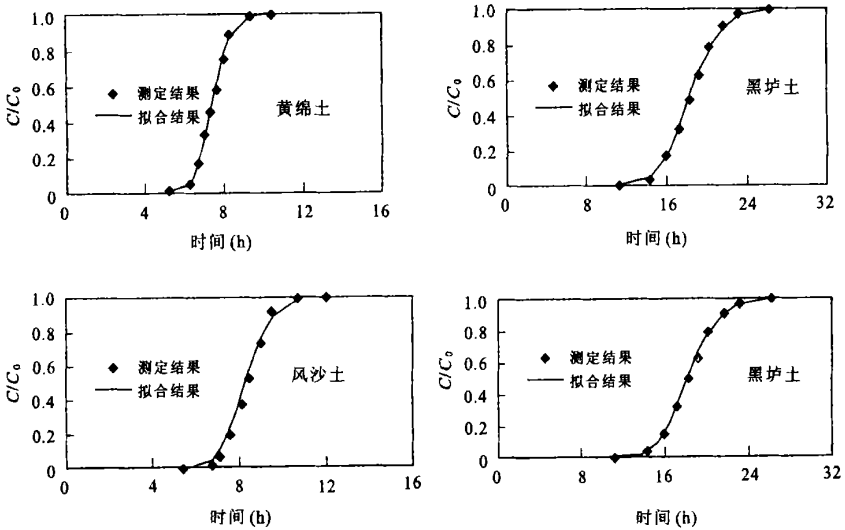 1.0
0.8
0.6
0.4
0.2
0
C/C₀
测定结果
拟合结果
黄绵土
0 4 8 12 16
时间(h)
1.0
0.8
0.6
0.4
0.2
0
C/C₀
测定结果
拟合结果
黑垆土
0 8 16 24 32
时间(h)
1.0
0.8
0.6
0.4
0.2
0
C/C₀
测定结果
拟合结果
风沙土
0 4 8 12 16
时间(h)
1.0
0.8
0.6
0.4
0.2
0
C/C₀
测定结果
拟合结果
黑垆土
0 8 16 24 32
时间(h)